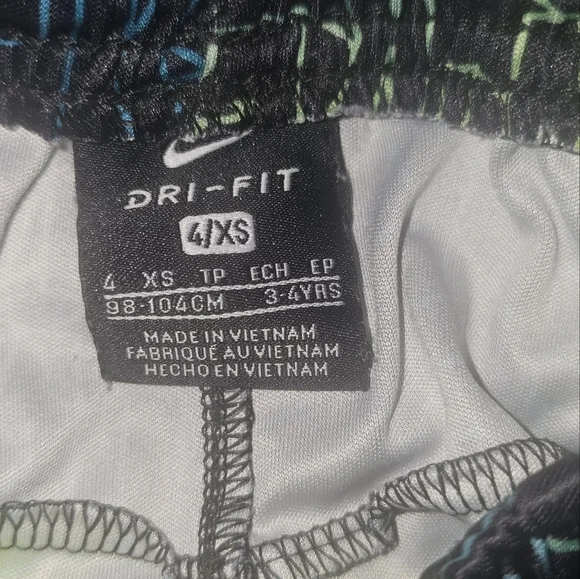 DRI-FIT
4/XS
4 XS TP ECH EP
98-104CM 3-4YRS
MADE IN VIETNAM
FABRIQUÉ AU VIETNAM
HECHO EN VIETNAM